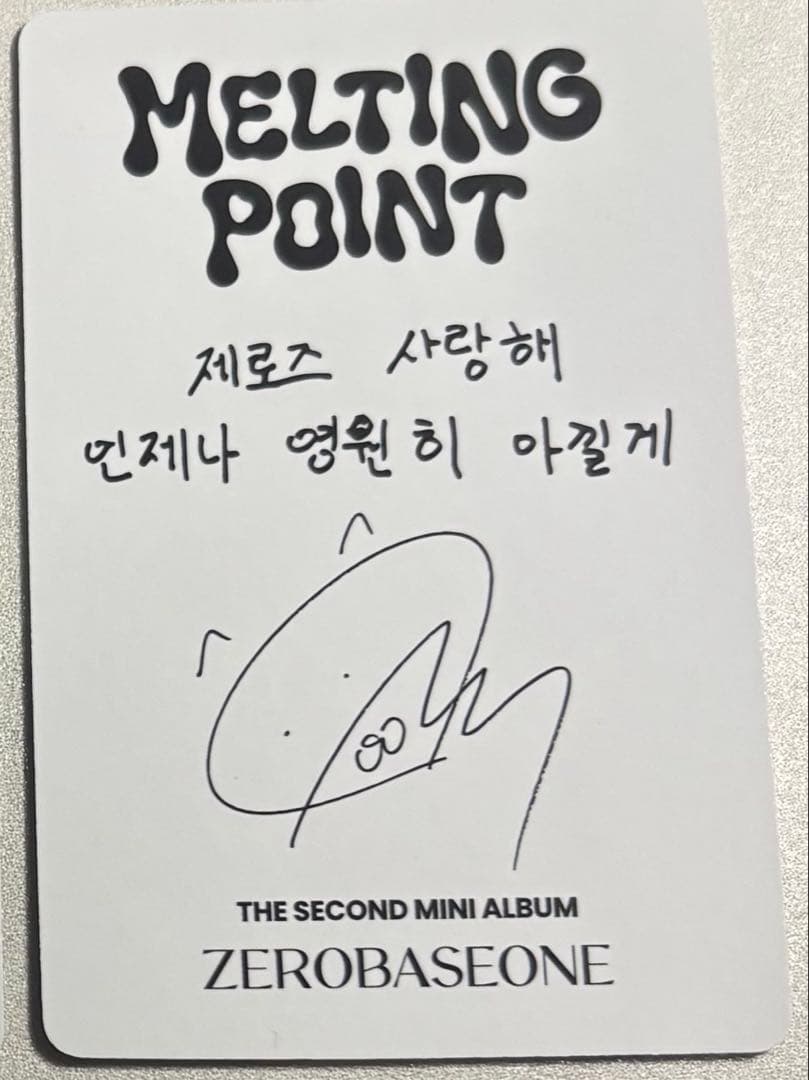 MELTING
POINT
제로즈 사랑해
언제나 영원히 아낄게
THE SECOND MINI ALBUM
ZEROBASEONE